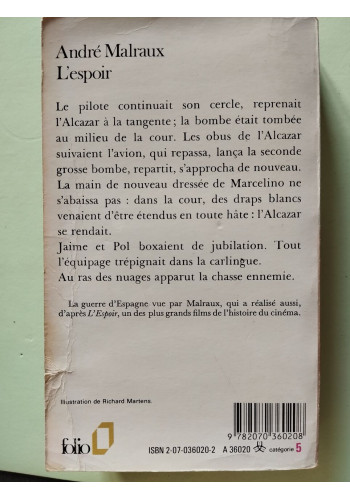 André Malraux
L'espoir
Le pilote continuait son cercle, reprenait
l'Alcazar à la tangente ; la bombe était tombée
au milieu de la cour. Les obus de l'Alcazar
suivaient l'avion, qui repassa, lança la seconde
grosse bombe, repartit, s'approcha de nouveau.
La main de nouveau dressée de Marcelino ne
s'abaissa pas : dans la cour, des draps blancs
venaient d'être étendus en toute hâte : l'Alcazar
se rendait.
Jaime et Pol boxaient de jubilation. Tout
l'équipage trépignait dans la carlingue.
Au ras des nuages apparut la chasse ennemie.
La guerre d'Espagne vue par Malraux, qui a réalisé aussi,
d'après L'Espoir, un des plus grands films de l'histoire du cinéma.
Illustration de Richard Martens.
9 782070 360208
folio
ISBN 2-07-036020-2 A 36020 catégorie 5